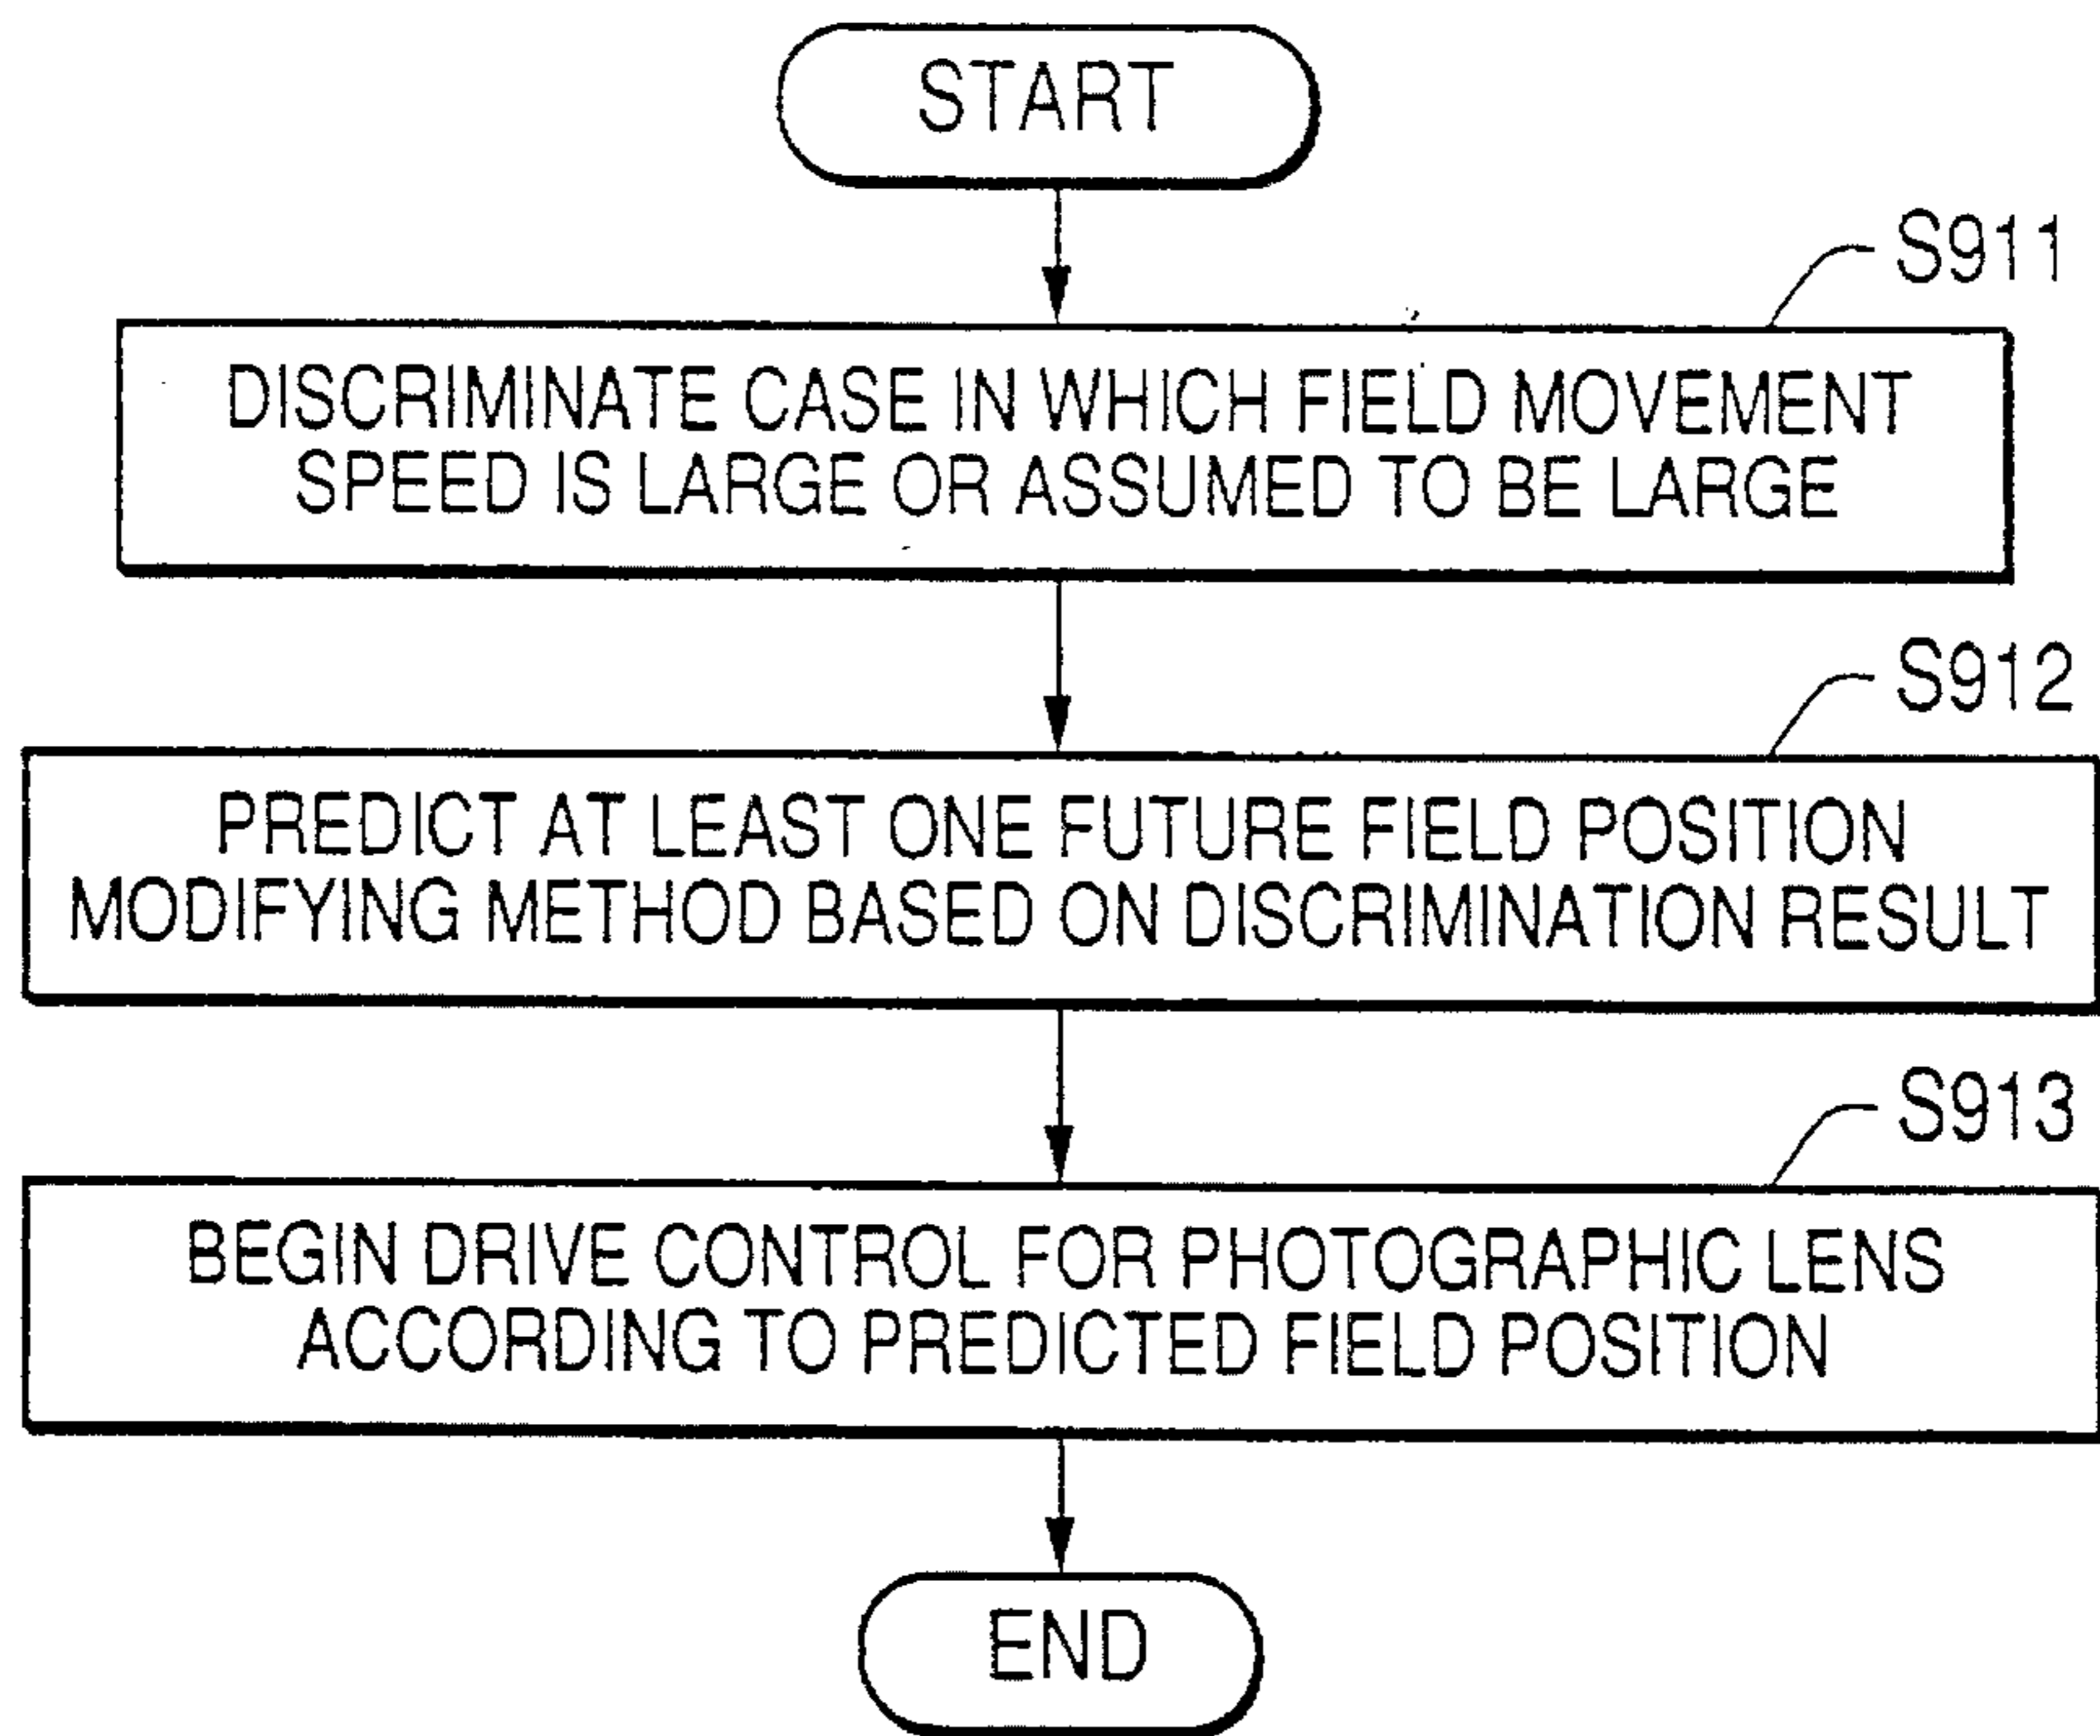 START
S911
DISCRIMINATE CASE IN WHICH FIELD MOVEMENT
SPEED IS LARGE OR ASSUMED TO BE LARGE
S912
PREDICT AT LEAST ONE FUTURE FIELD POSITION
MODIFYING METHOD BASED ON DISCRIMINATION RESULT
S913
BEGIN DRIVE CONTROL FOR PHOTOGRAPHIC LENS
ACCORDING TO PREDICTED FIELD POSITION
END